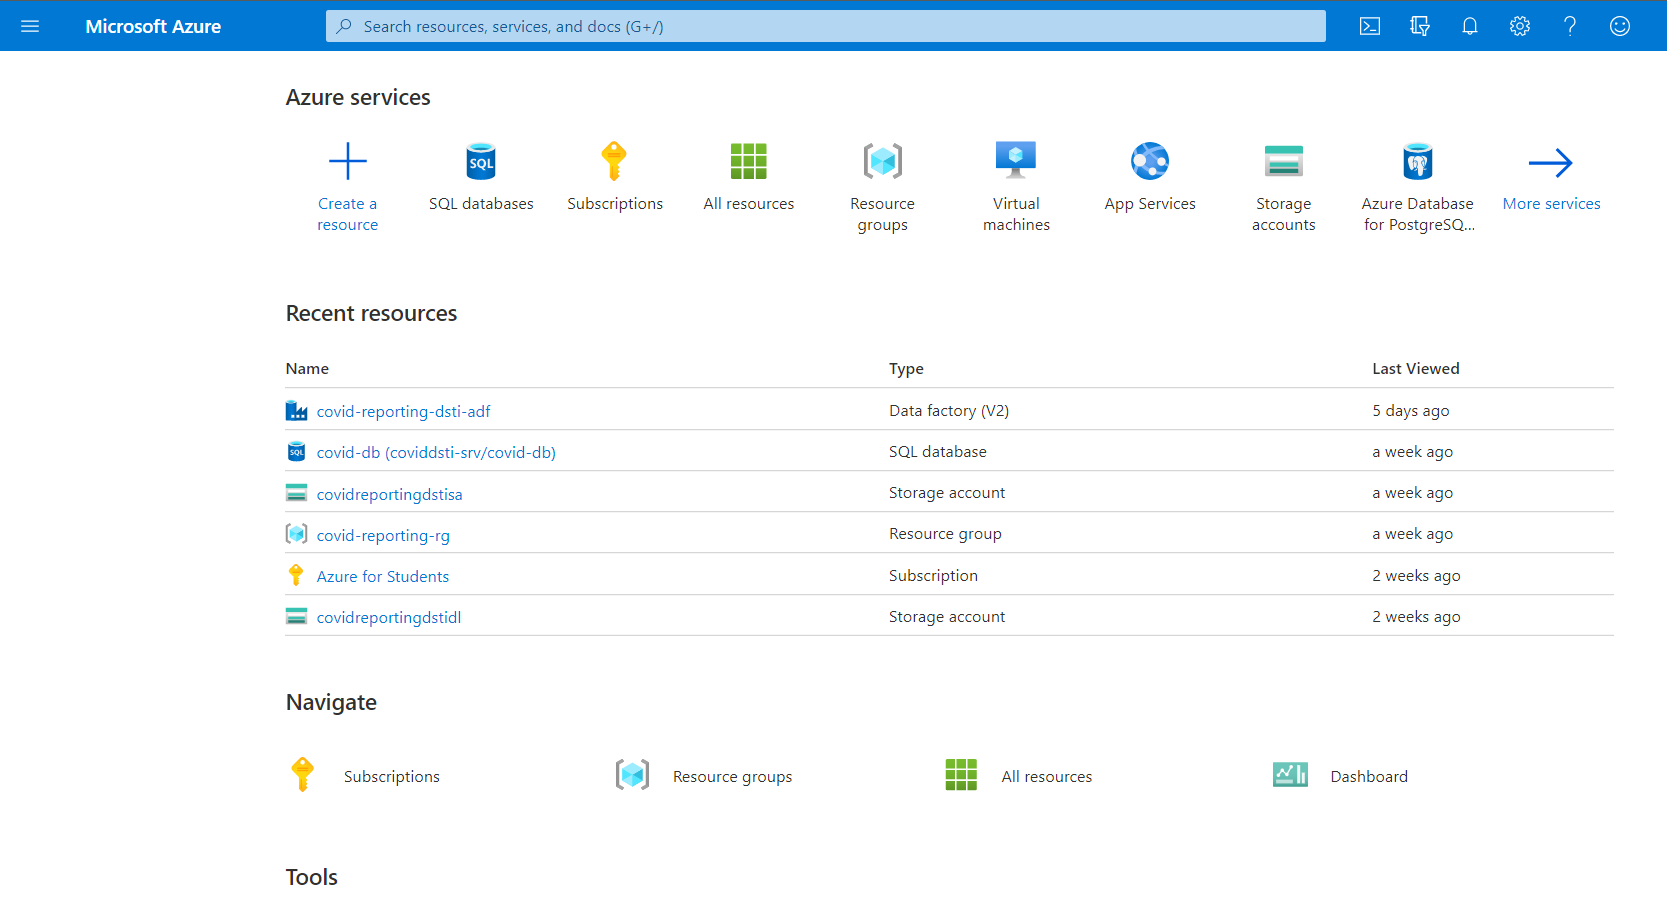 Microsoft Azure
Search resources, services, and docs (G+/)
Azure services
Create a
resource
SQL
SQL databases
Subscriptions
All resources
Resource
groups
Virtual
machines
App Services
Storage
accounts
Azure Database
for PostgreSQ...
More services
Recent resources
Name Type Last Viewed
covid-reporting-dsti-adf Data factory (V2) 5 days ago
SQL covid-db (coviddsti-srv/covid-db) SQL database a week ago
covidreportingdstisa Storage account a week ago
covid-reporting-rg Resource group a week ago
Azure for Students Subscription 2 weeks ago
covidreportingdstidl Storage account 2 weeks ago
Navigate
Subscriptions Resource groups All resources Dashboard
Tools